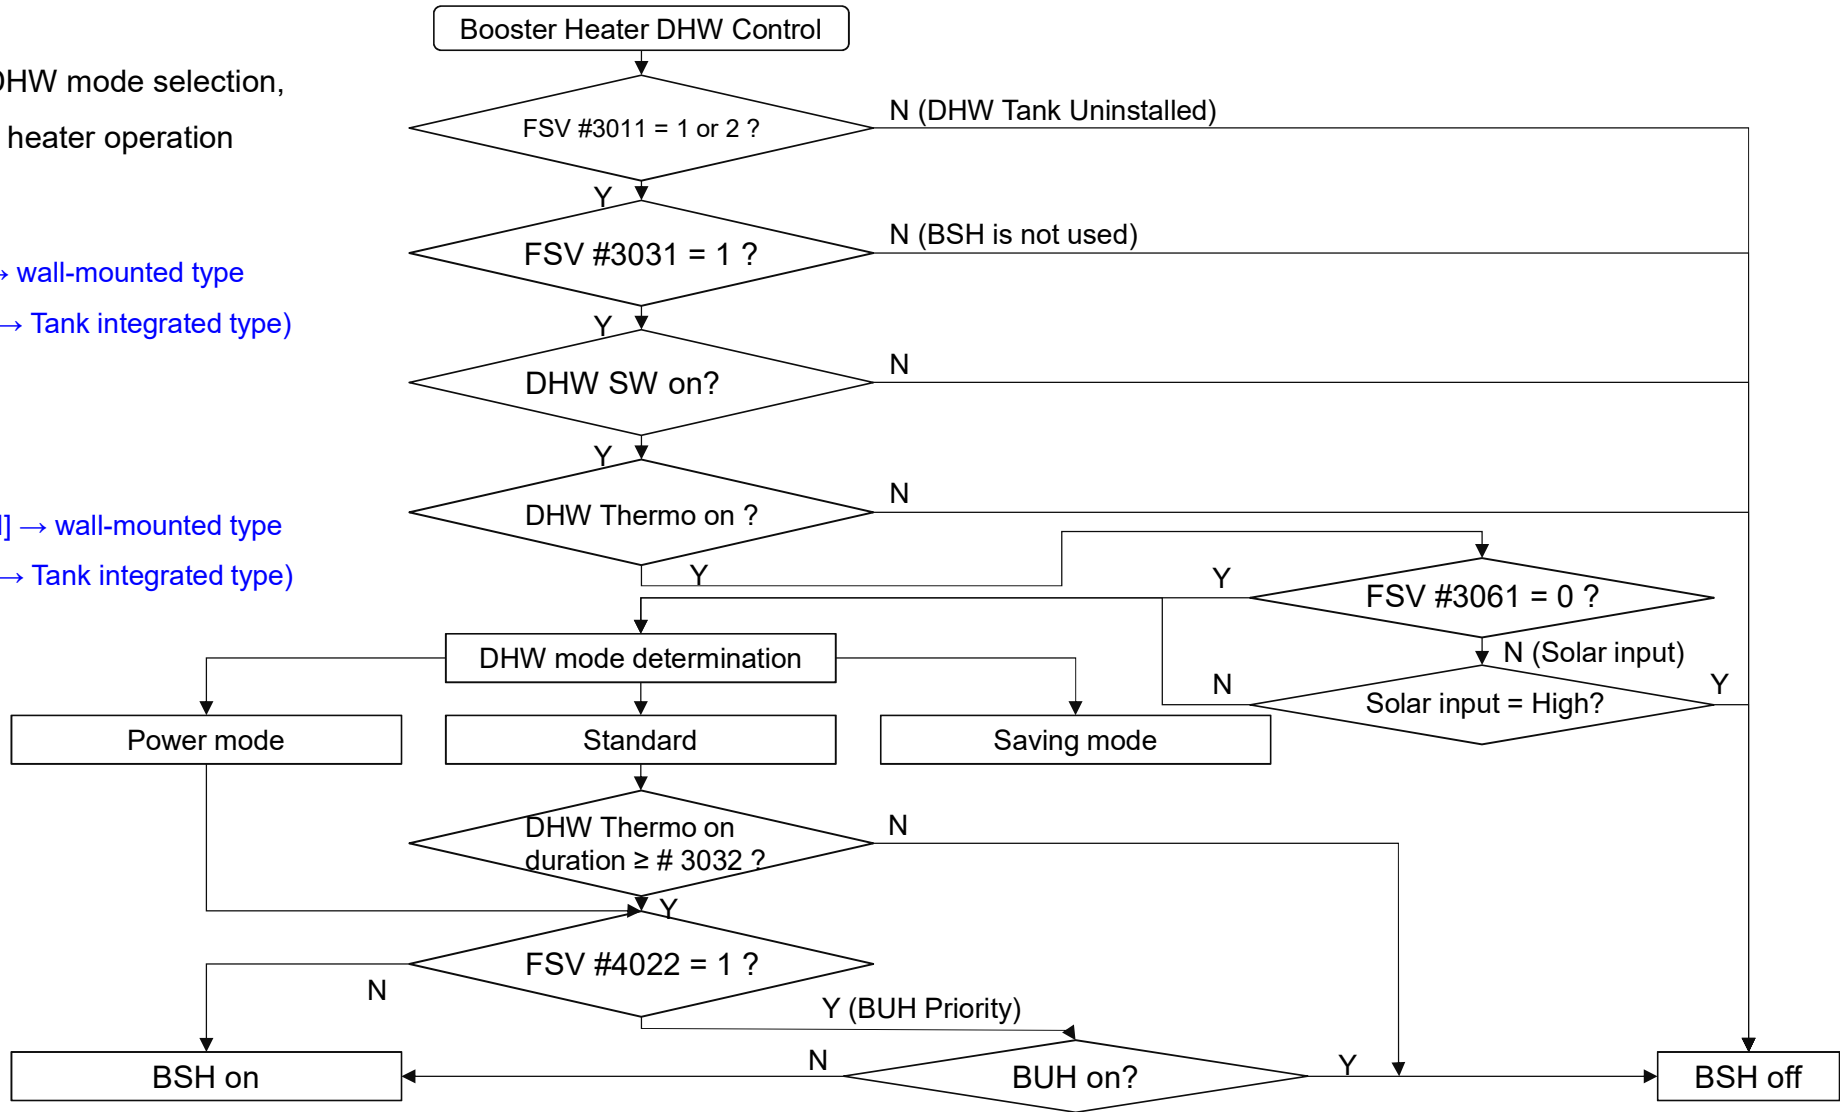 Booster Heater DHW Control
DHW mode selection,
heater operation
N (DHW Tank Uninstalled)
FSV #3011 = 1 or 2 ?
Y
N (BSH is not used)
FSV #3031 = 1 ?
→ wall-mounted type
→ Tank integrated type)
Y
N
DHW SW on?
Y
N
DHW Thermo on ?
] → wall-mounted type
→ Tank integrated type)
Y
Y
FSV #3061 = 0 ?
N (Solar input)
DHW mode determination
N
Solar input = High?
Y
Power mode
Standard
Saving mode
DHW Thermo on
duration ≥ # 3032 ?
N
Y
FSV #4022 = 1 ?
N
Y (BUH Priority)
BSH on
N
BUH on?
Y
BSH off